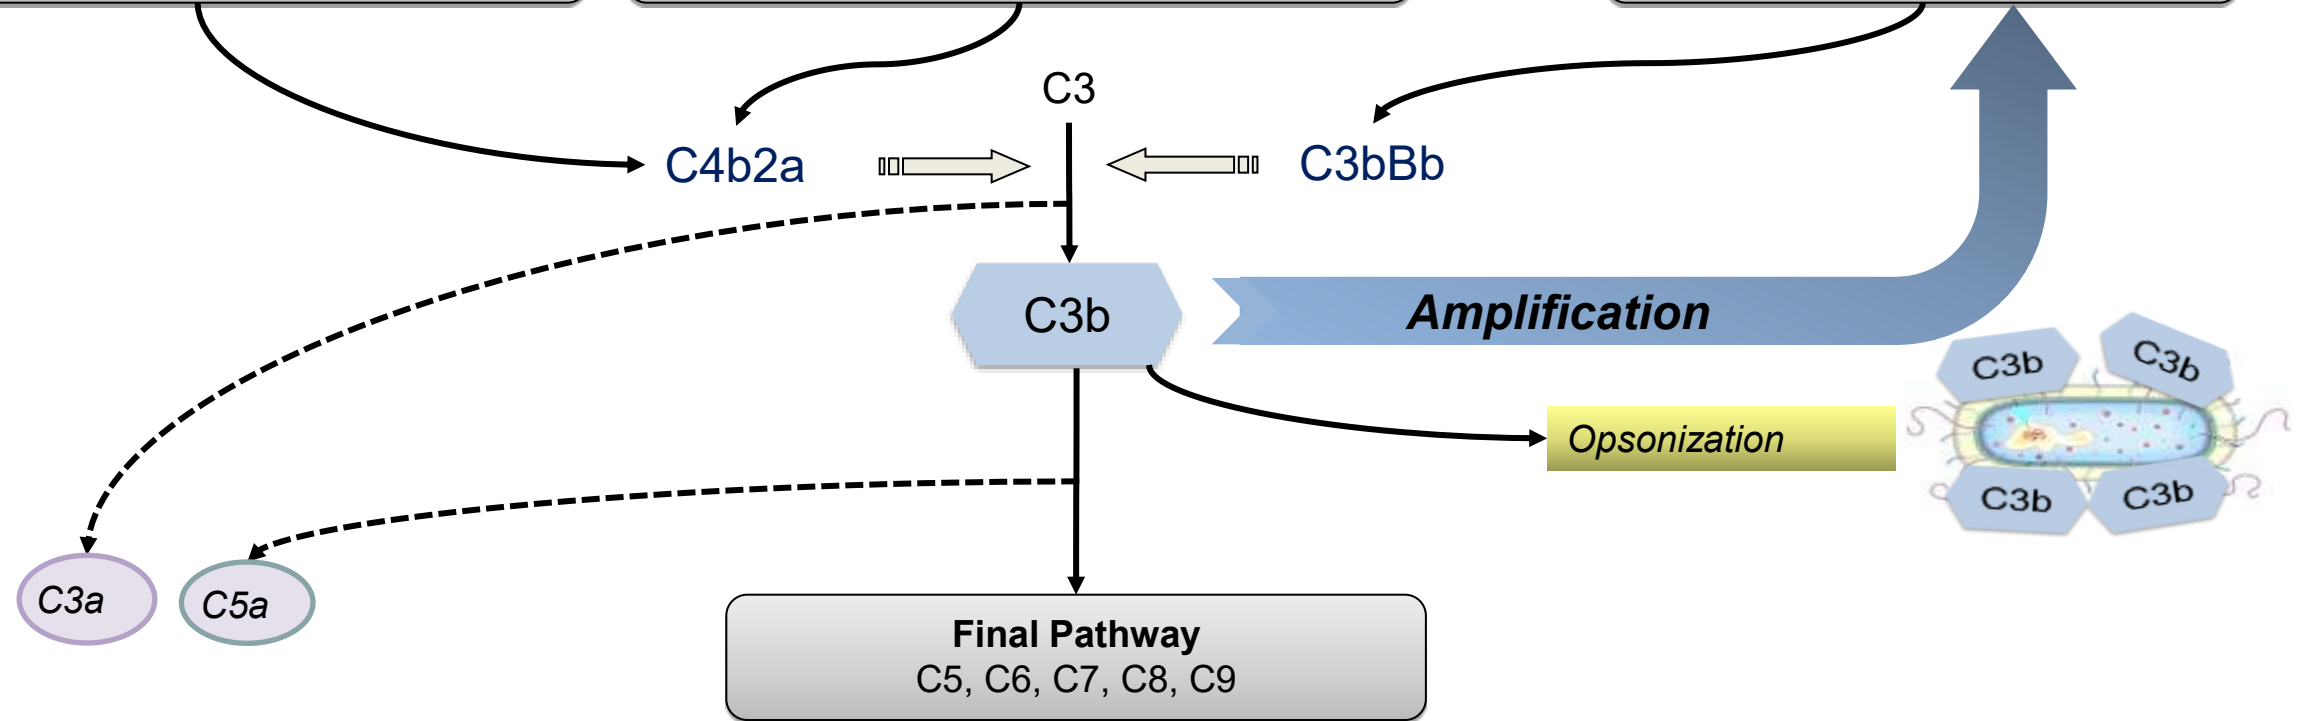 C3
C4b2a
C3bBb
C3b
Amplification
C3b
C3b
Opsonization
C3b
C3b
C3a
C5a
Final Pathway
C5, C6, C7, C8, C9